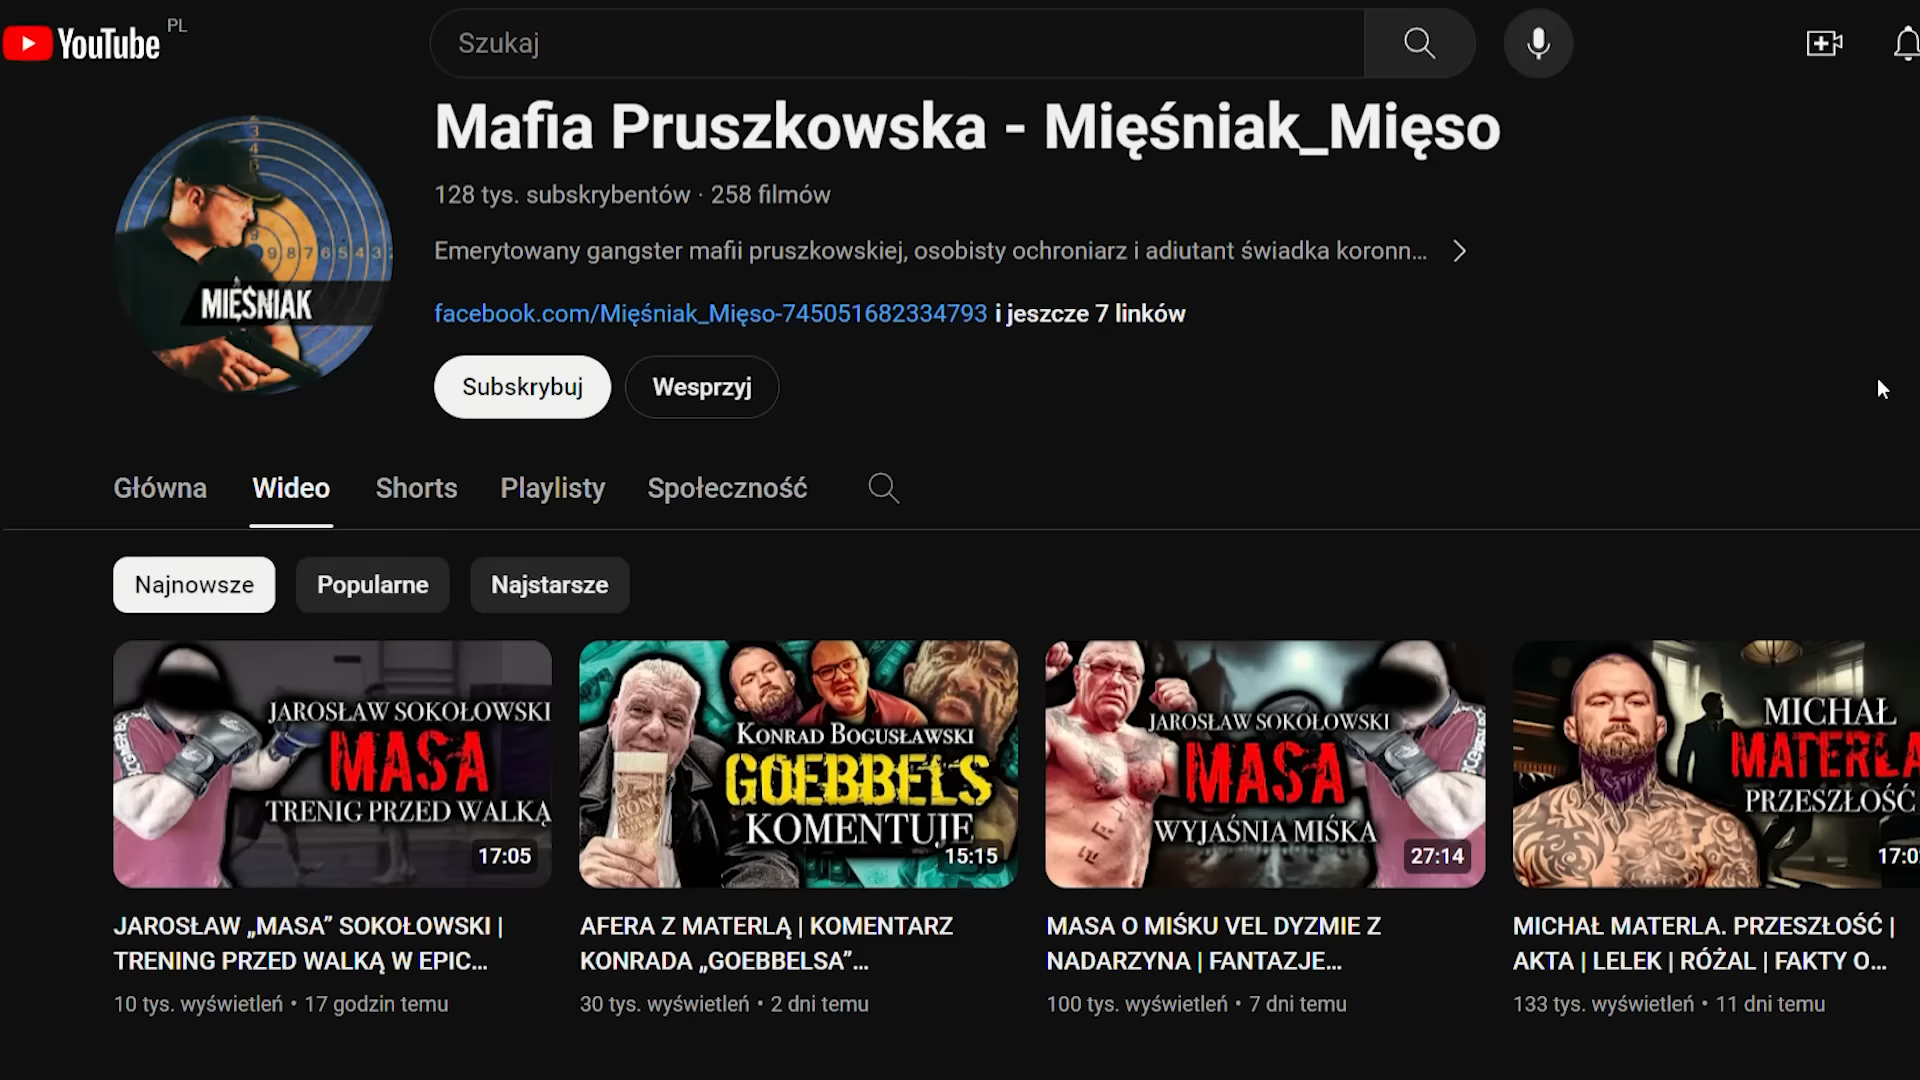 YouTube PL
Szukaj
Mafia Pruszkowska - Mięśniak_Mięso
128 tys. subskrybentów · 258 filmów
Emerytowany gangster mafii pruszkowskiej, osobisty ochroniarz i adiutant świadka koronn...
facebook.com/Mięśniak_Mięso-745051682334793 i jeszcze 7 linków
MIĘŚNIAK
Subskrybuj
Wesprzyj
Główna
Wideo
Shorts
Playlisty
Społeczność
Najnowsze
Popularne
Najstarsze
JAROSŁAW SOKOŁOWSKI
MASA
TRENIG PRZED WALKĄ
17:05
KONRAD BOGUSŁAWSKI
GOEBBELS
KOMENTUJE
15:15
JAROSŁAW SOKOŁOWSKI
MASA
WYJAŚNIA MIŚKA
27:14
MICHAŁ
MATERLA
PRZESZŁOŚĆ
JAROSŁAW „MASA” SOKOŁOWSKI |
TRENING PRZED WALKĄ W EPIC...
10 tys. wyświetleń • 17 godzin temu
AFERA Z MATERLĄ | KOMENTARZ
KONRADA „GOEBBELSA”...
30 tys. wyświetleń • 2 dni temu
MASA O MIŚKU VEL DYZMIE Z
NADARZYNA | FANTAZJE...
100 tys. wyświetleń • 7 dni temu
MICHAŁ MATERLA. PRZESZŁOŚĆ |
AKTA | LELEK | RÓŻAL | FAKTY O...
133 tys. wyświetleń • 11 dni temu